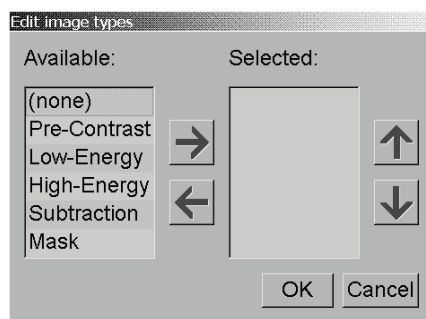 Edit image types
Available:
Selected:
(none)
Pre-Contrast
Low-Energy
High-Energy
Subtraction
Mask
OK
Cancel